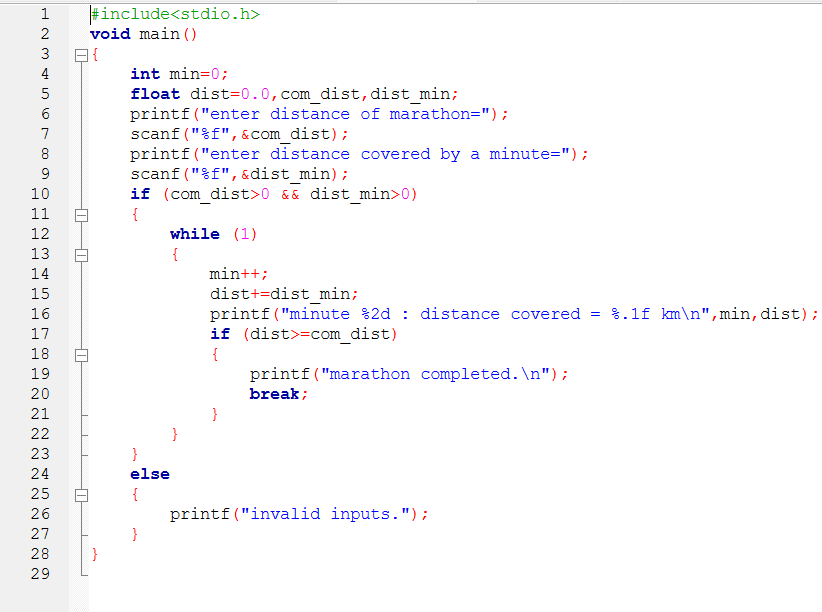 1 #include<stdio.h>
2 void main()
3 {
4     int min=0;
5     float dist=0.0,com_dist,dist_min;
6     printf("enter distance of marathon=");
7     scanf("%f",&com_dist);
8     printf("enter distance covered by a minute=");
9     scanf("%f",&dist_min);
10     if (com_dist>0 && dist_min>0)
11     {
12         while (1)
13         {
14             min++;
15             dist+=dist_min;
16             printf("minute %2d : distance covered = %.1f km\n",min,dist);
17             if (dist>=com_dist)
18             {
19                 printf("marathon completed.\n");
20                 break;
21             }
22         }
23     }
24     else
25     {
26         printf("invalid inputs.");
27     }
28 }
29